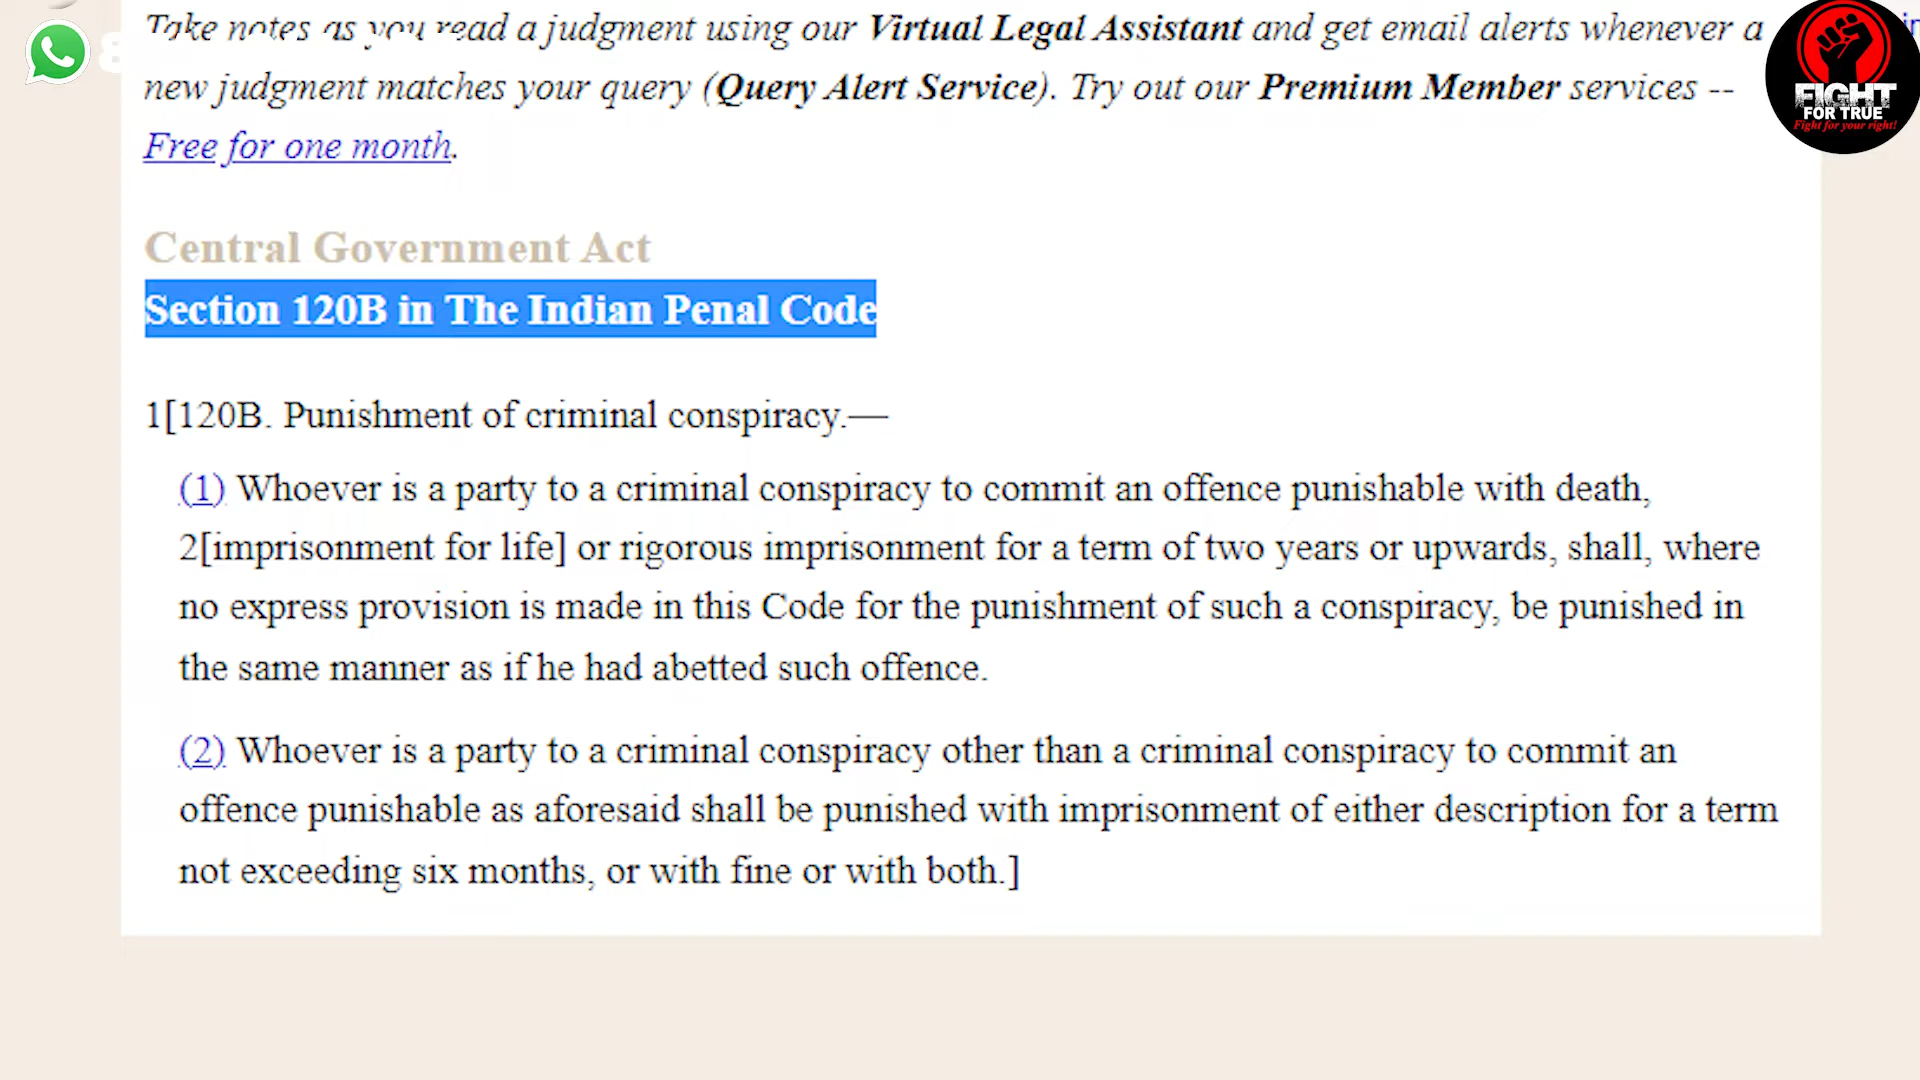 Take notes as you read a judgment using our Virtual Legal Assistant and get email alerts whenever a
new judgment matches your query (Query Alert Service). Try out our Premium Member services --
Free for one month.
FIGHT
FOR TRUE
Fight for your right!
Central Government Act
Section 120B in The Indian Penal Code
1[120B. Punishment of criminal conspiracy.—
(1) Whoever is a party to a criminal conspiracy to commit an offence punishable with death,
2[imprisonment for life] or rigorous imprisonment for a term of two years or upwards, shall, where
no express provision is made in this Code for the punishment of such a conspiracy, be punished in
the same manner as if he had abetted such offence.
(2) Whoever is a party to a criminal conspiracy other than a criminal conspiracy to commit an
offence punishable as aforesaid shall be punished with imprisonment of either description for a term
not exceeding six months, or with fine or with both.]